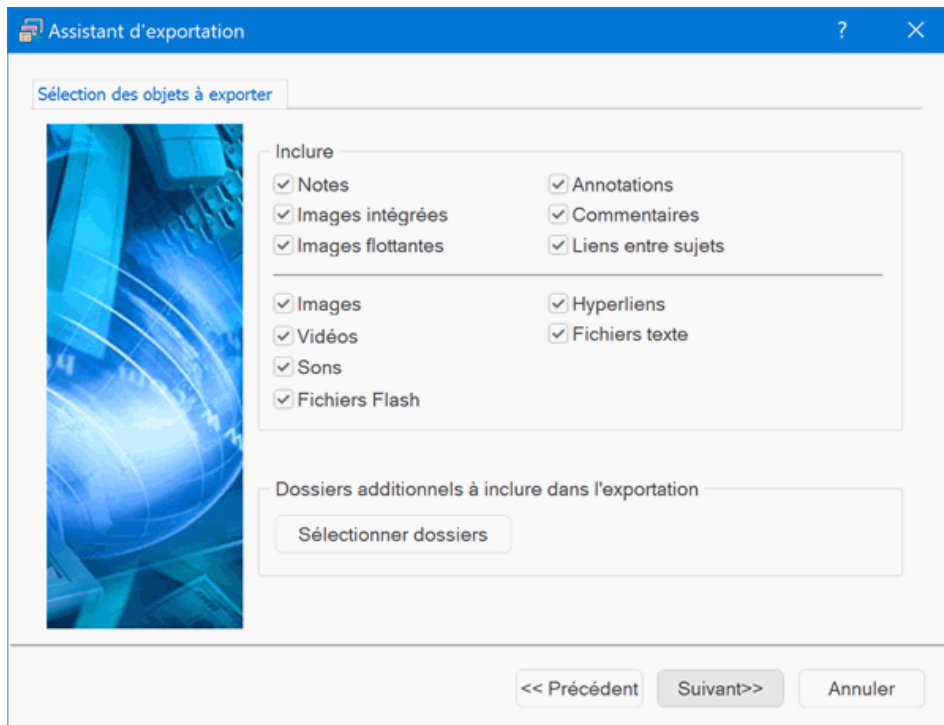 Assistant d'exportation
?
Sélection des objets à exporter
Inclure
Notes
Annotations
Images intégrées
Commentaires
Images flottantes
Liens entre sujets
Images
Hyperliens
Vidéos
Fichiers texte
Sons
Fichiers Flash
Dossiers additionnels à inclure dans l'exportation
Sélectionner dossiers
<< Précédent
Suivant>>
Annuler